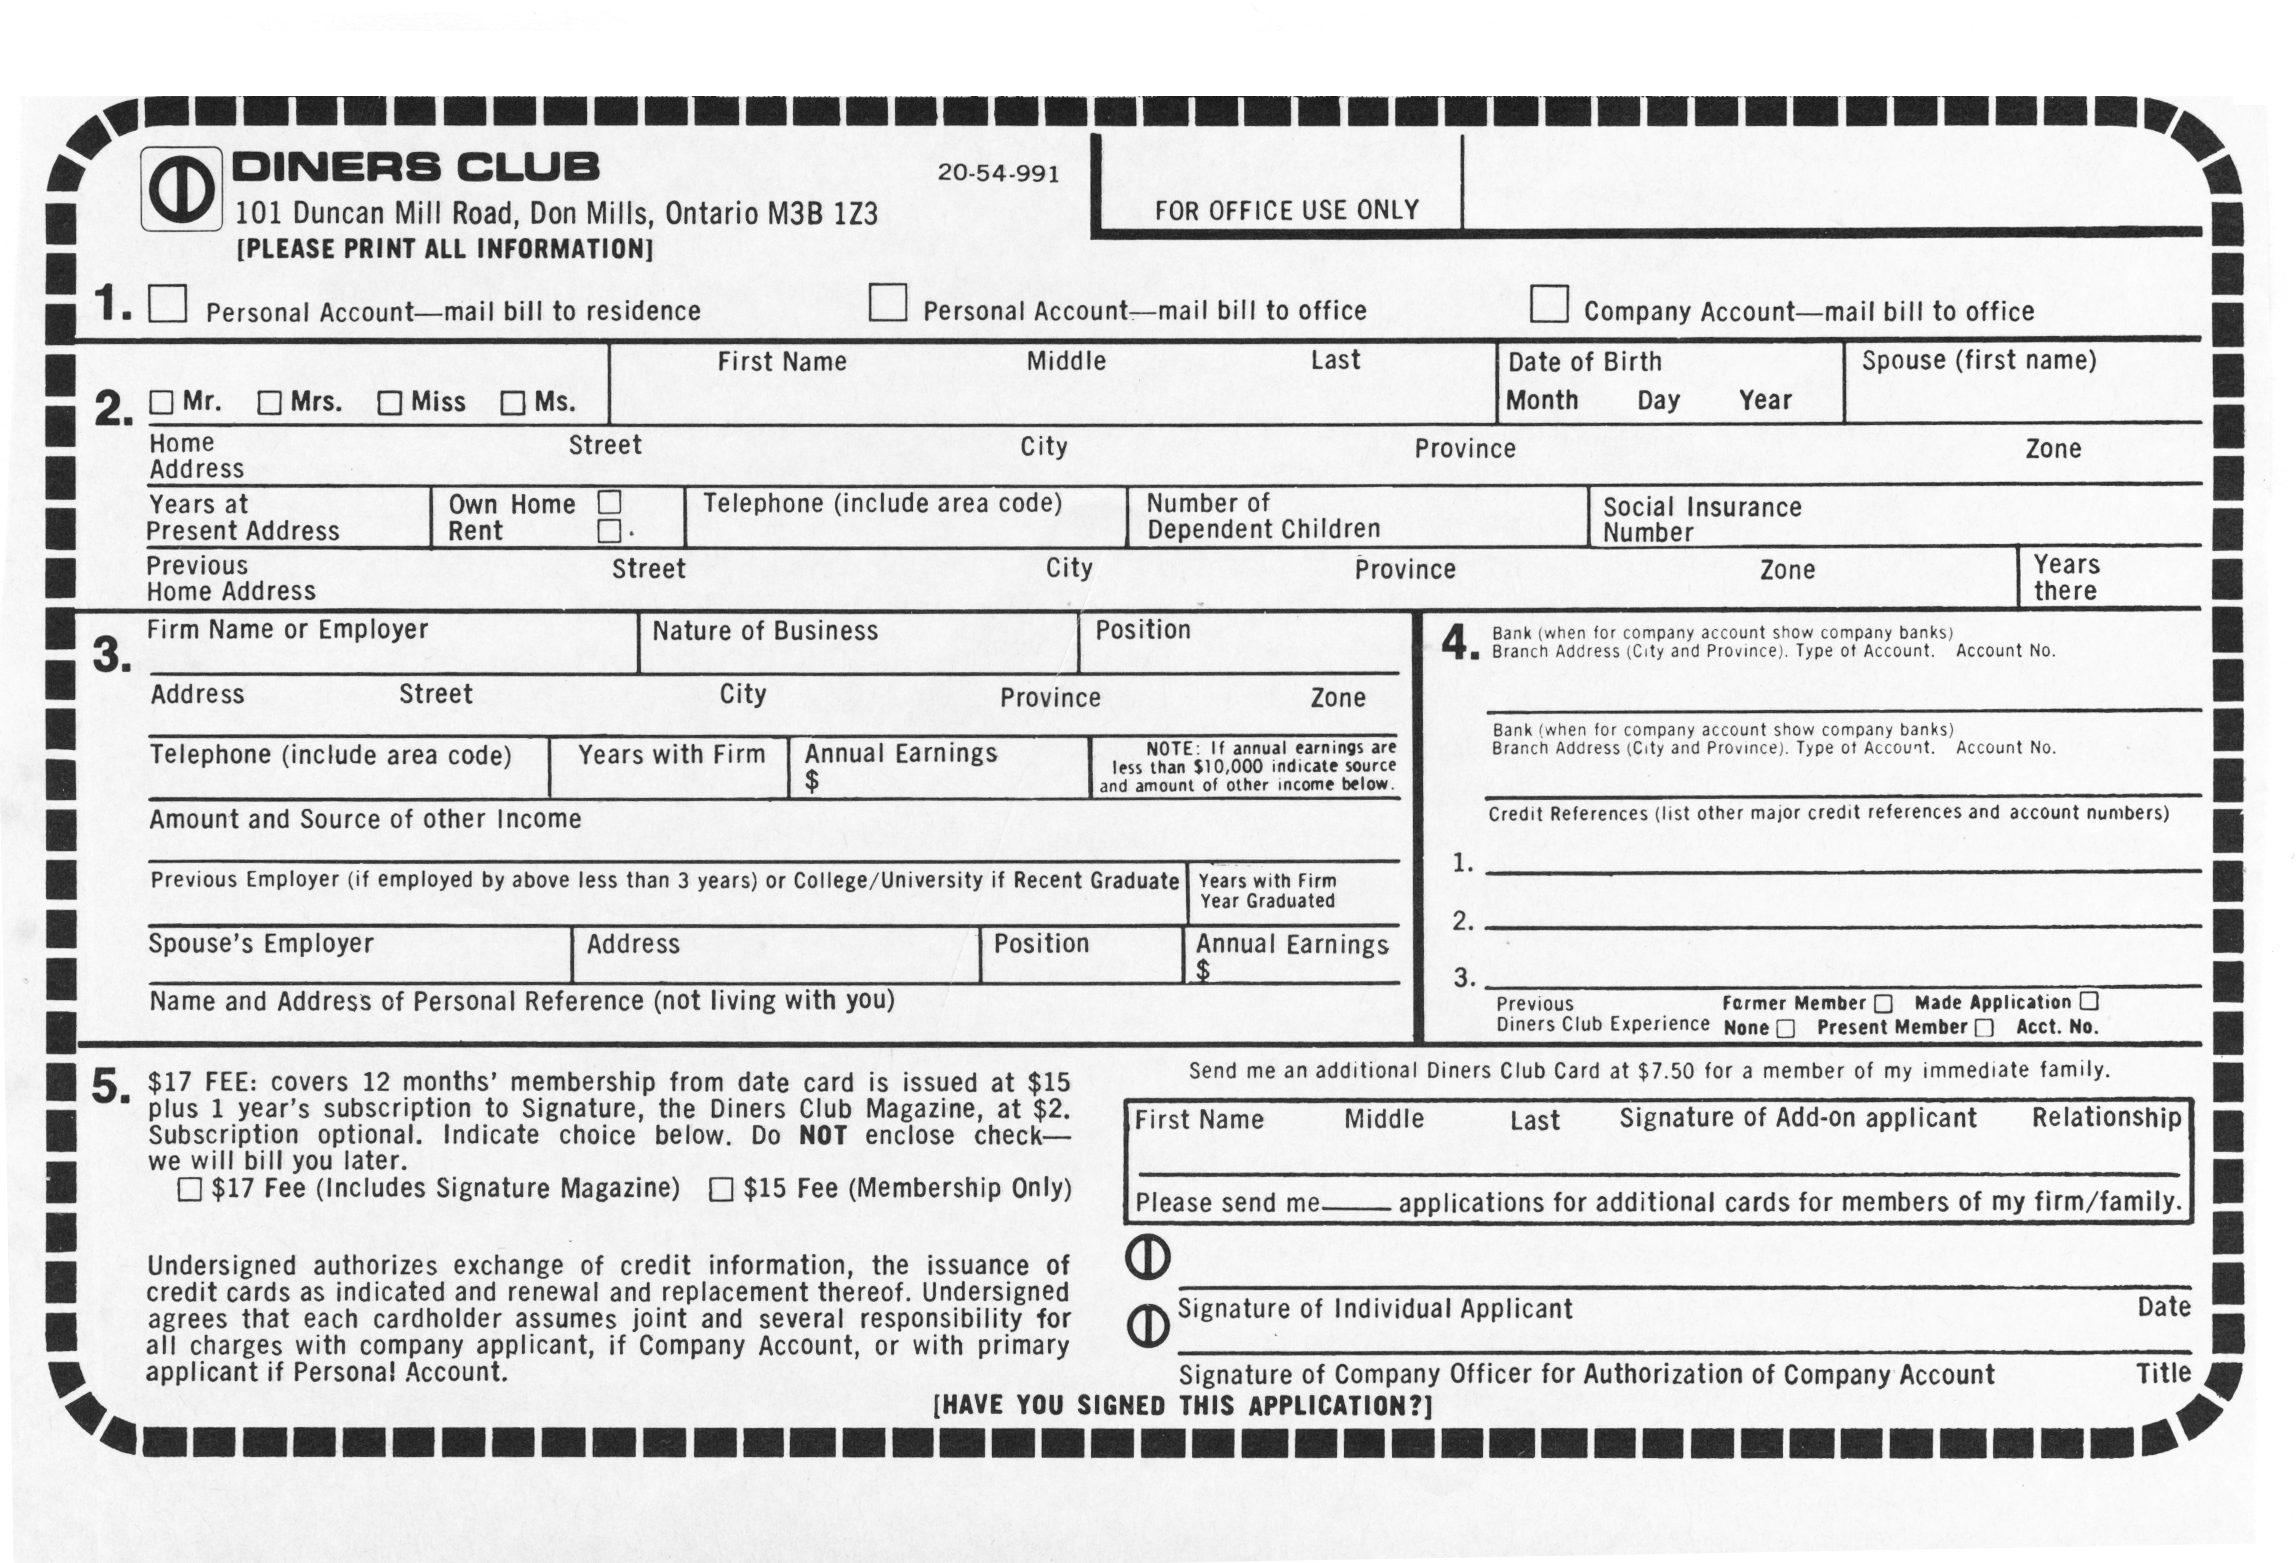 DINERS CLUB
20-54-991
101 Duncan Mill Road, Don Mills, Ontario M3B 1Z3
FOR OFFICE USE ONLY
[PLEASE PRINT ALL INFORMATION]
1. Personal Account—mail bill to residence Personal Account—mail bill to office Company Account—mail bill to office
2. Mr. Mrs. Miss Ms.
First Name Middle Last
Date of Birth
Month Day Year
Spouse (first name)
Home
Address
Street City Province Zone
Years at
Present Address
Own Home
Rent
Telephone (include area code)
Number of
Dependent Children
Social Insurance
Number
Previous
Home Address
Street City Province Zone
Years
there
3. Firm Name or Employer Nature of Business Position
Address Street City Province Zone
Telephone (include area code) Years with Firm Annual Earnings
$
NOTE: If annual earnings are
less than $10,000 indicate source
and amount of other income below.
Amount and Source of other Income
Previous Employer (if employed by above less than 3 years) or College/University if Recent Graduate
Years with Firm
Year Graduated
Spouse's Employer Address Position Annual Earnings
$
Name and Address of Personal Reference (not living with you)
4. Bank (when for company account show company banks)
Branch Address (City and Province). Type of Account. Account No.
Bank (when for company account show company banks)
Branch Address (City and Province). Type of Account. Account No.
Credit References (list other major credit references and account numbers)
1.
2.
3.
Previous
Diners Club Experience
Former Member Made Application
None Present Member Acct. No.
5. $17 FEE: covers 12 months' membership from date card is issued at $15
plus 1 year's subscription to Signature, the Diners Club Magazine, at $2.
Subscription optional. Indicate choice below. Do NOT enclose check—
we will bill you later.
$17 Fee (Includes Signature Magazine) $15 Fee (Membership Only)
Undersigned authorizes exchange of credit information, the issuance of
credit cards as indicated and renewal and replacement thereof. Undersigned
agrees that each cardholder assumes joint and several responsibility for
all charges with company applicant, if Company Account, or with primary
applicant if Personal Account.
Send me an additional Diners Club Card at $7.50 for a member of my immediate family.
First Name Middle Last Signature of Add-on applicant Relationship
Please send me____ applications for additional cards for members of my firm/family.
Signature of Individual Applicant Date
Signature of Company Officer for Authorization of Company Account Title
[HAVE YOU SIGNED THIS APPLICATION?]